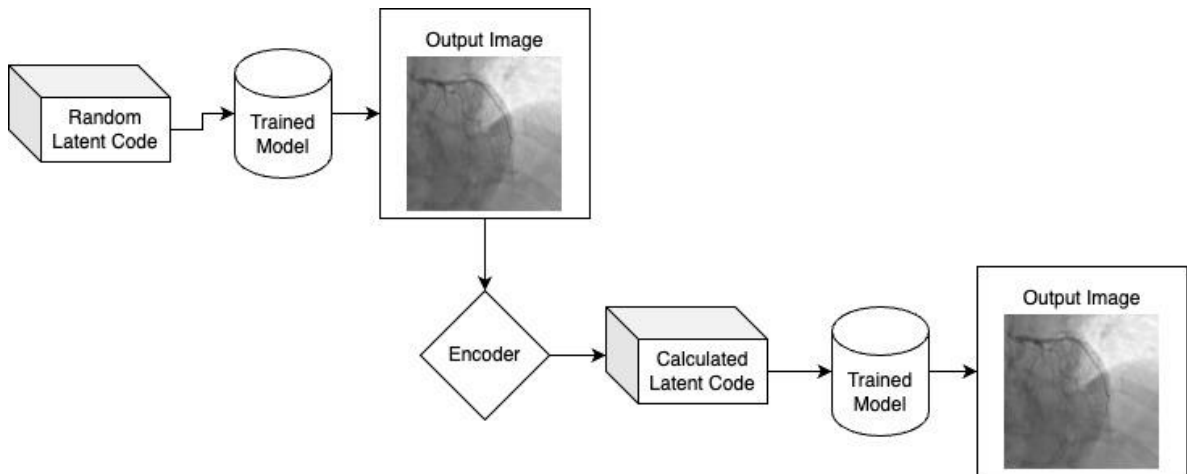 Output Image
Random
Latent Code
Trained
Model
Output Image
Encoder
Calculated
Latent Code
Trained
Model